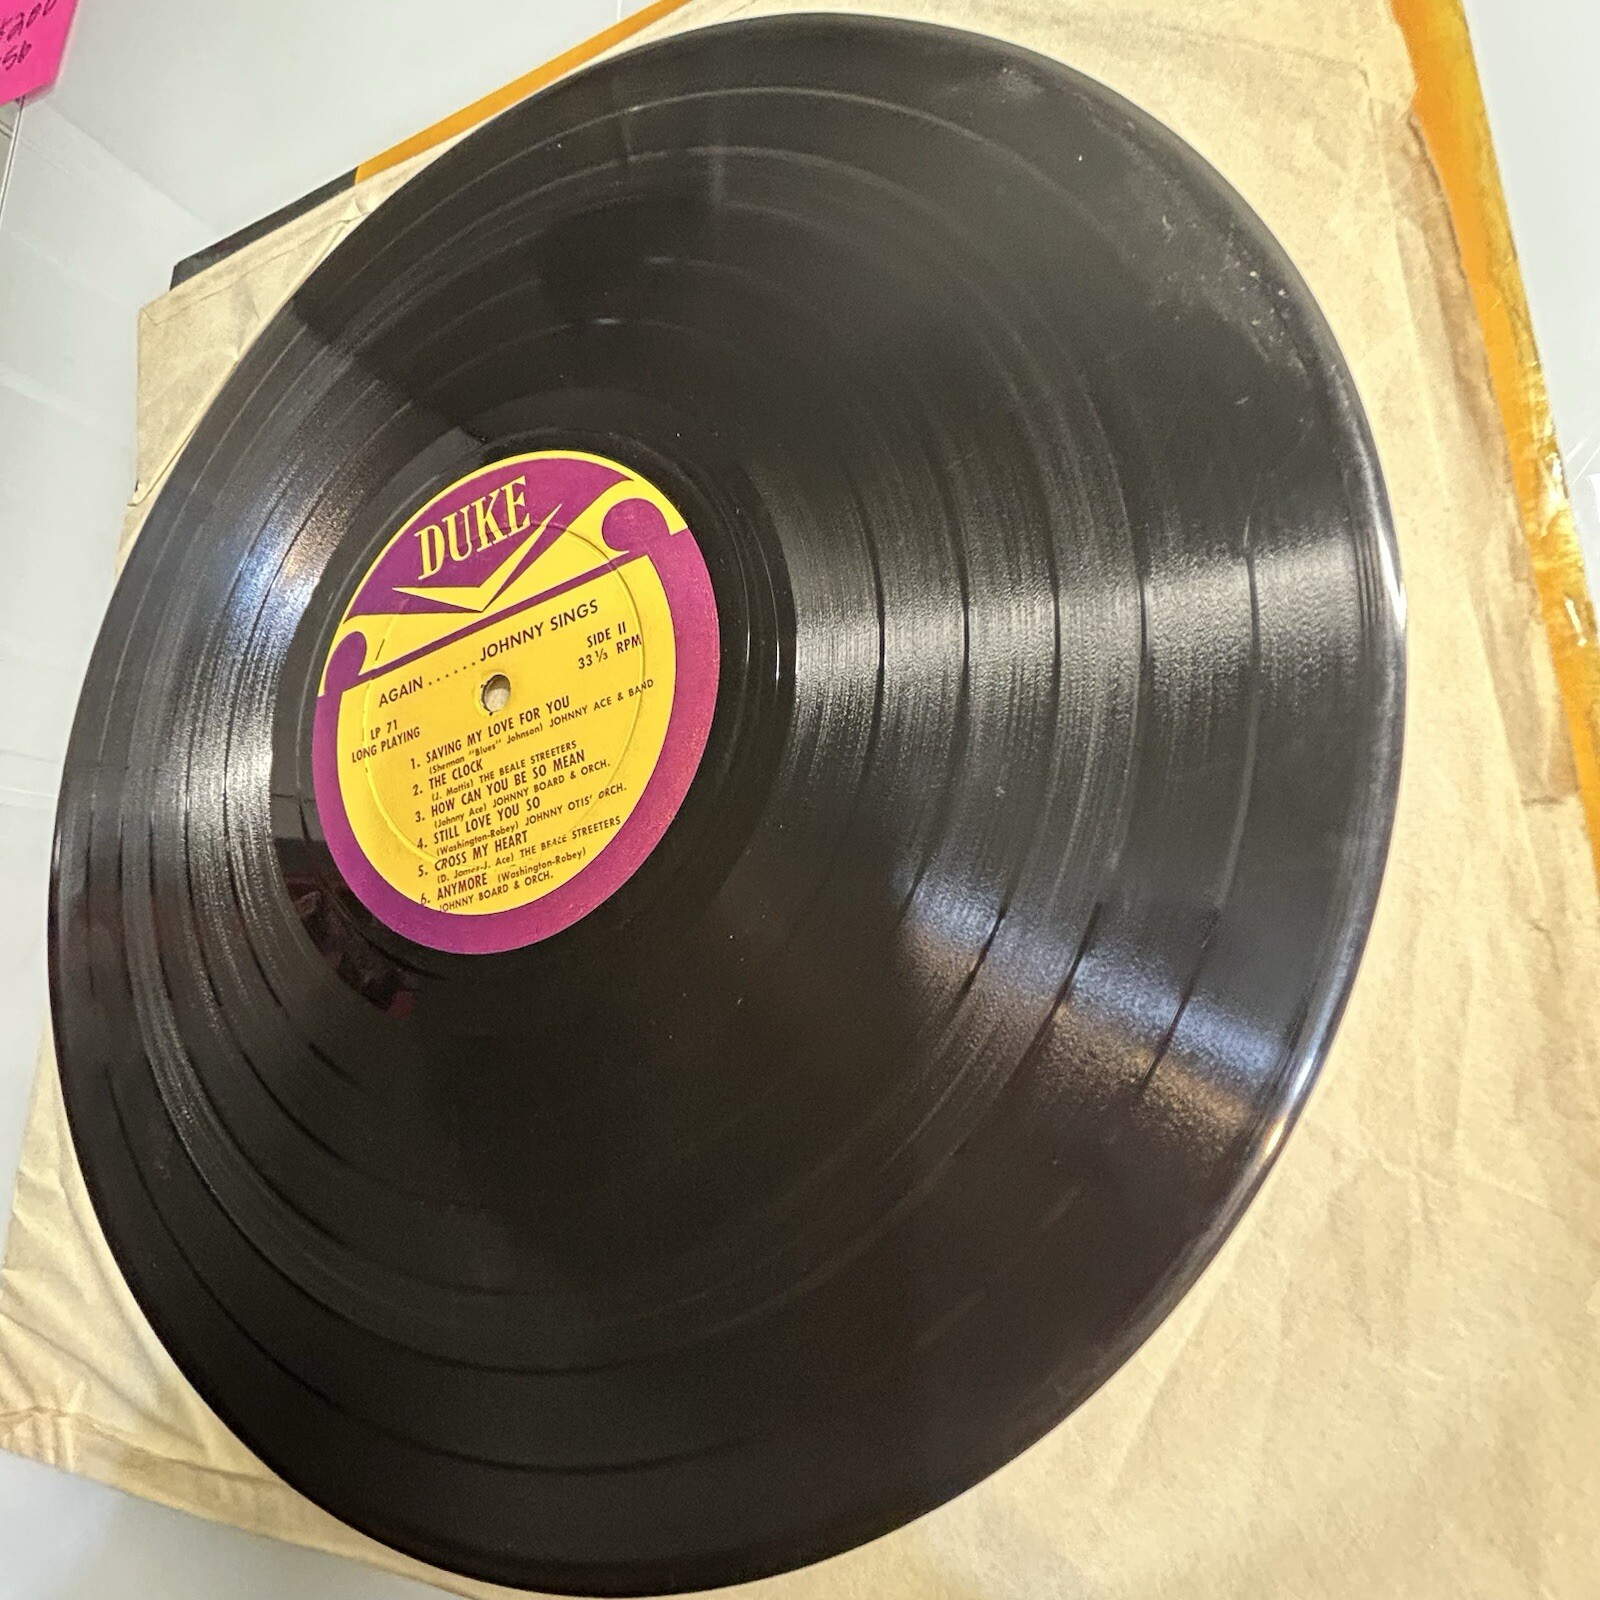 DUKE
AGAIN......JOHNNY SINGS
SIDE II
33 1/3 RPM
LP 71
LONG PLAYING
1. SAVING MY LOVE FOR YOU
(Sherman "Blues" Johnson) JOHNNY ACE & BAND
2. THE CLOCK
(J. Mattis) THE BEALE STREETERS
3. HOW CAN YOU BE SO MEAN
(Johnny Ace) JOHNNY BOARD & ORCH.
4. STILL LOVE YOU SO
(Washington-Robey) JOHNNY OTIS' ORCH.
5. CROSS MY HEART
(D. James-J. Ace) THE BEALE STREETERS
6. ANYMORE (Washington-Robey)
JOHNNY BOARD & ORCH.